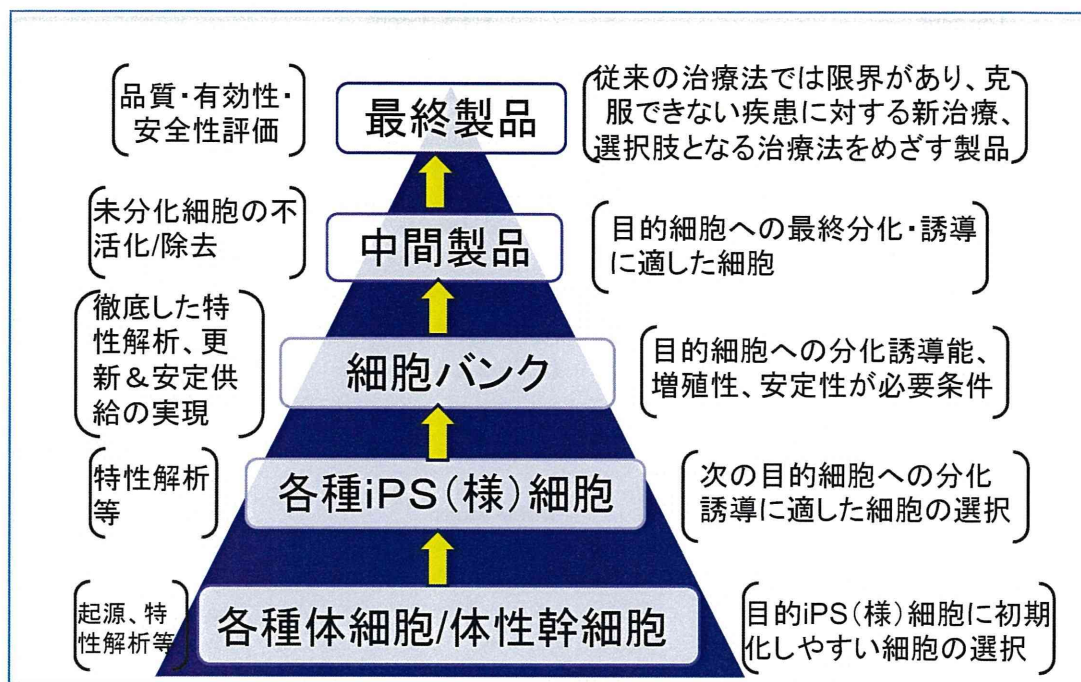 品質・有効性・
安全性評価
最終製品
従来の治療法では限界があり、克
服できない疾患に対する新治療、
選択肢となる治療法をめざす製品
未分化細胞の不
活化/除去
中間製品
目的細胞への最終分化・誘導
に適した細胞
徹底した特
性解析、更
新&安定供
給の実現
細胞バンク
目的細胞への分化誘導能、
増殖性、安定性が必要条件
特性解析
等
各種iPS(様)細胞
次の目的細胞への分化
誘導に適した細胞の選択
起源、特
性解析等
各種体細胞/体性幹細胞
目的iPS(様)細胞に初期
化しやすい細胞の選択